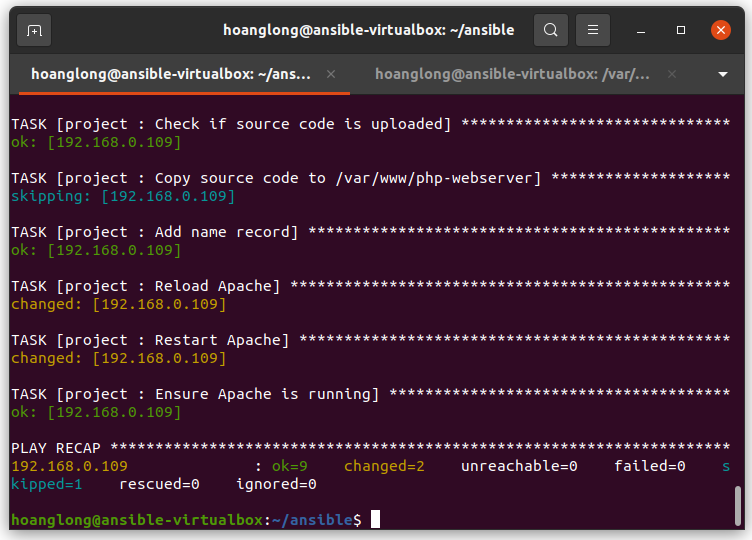 hoanglong@ansible-virtualbox: ~/ansible
hoanglong@ansible-virtualbox: ~/ans... × hoanglong@ansible-virtualbox: /var/... ×
TASK [project : Check if source code is uploaded] ******************************
ok: [192.168.0.109]
TASK [project : Copy source code to /var/www/php-webserver] ********************
skipping: [192.168.0.109]
TASK [project : Add name record] ***********************************************
ok: [192.168.0.109]
TASK [project : Reload Apache] *************************************************
changed: [192.168.0.109]
TASK [project : Restart Apache] ************************************************
changed: [192.168.0.109]
TASK [project : Ensure Apache is running] **************************************
ok: [192.168.0.109]
PLAY RECAP *********************************************************************
192.168.0.109              : ok=9    changed=2    unreachable=0    failed=0    s
kipped=1    rescued=0    ignored=0
hoanglong@ansible-virtualbox:~/ansible$